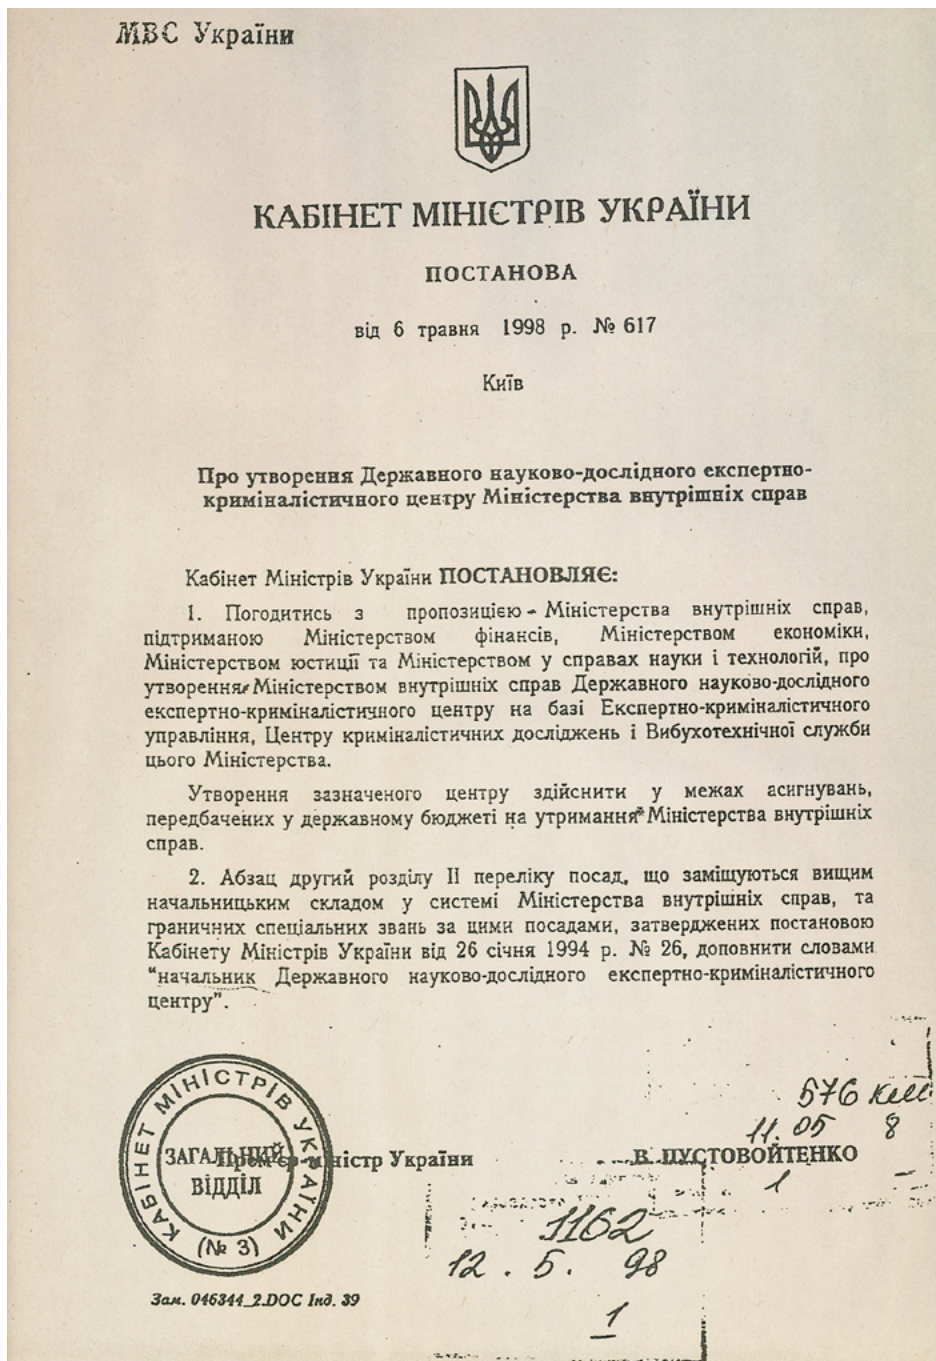 МВС України
КАБІНЕТ МІНІСТРІВ УКРАЇНИ
ПОСТАНОВА
від 6 травня 1998 р. № 617
Київ
Про утворення Державного науково-дослідного експертно-
криміналістичного центру Міністерства внутрішніх справ
Кабінет Міністрів України ПОСТАНОВЛЯЄ:
1. Погодитись з пропозицією Міністерства внутрішніх справ,
підтриманою Міністерством фінансів, Міністерством економіки,
Міністерством юстиції та Міністерством у справах науки і технологій, про
утворення Міністерством внутрішніх справ Державного науково-дослідного
експертно-криміналістичного центру на базі Експертно-криміналістичного
управління, Центру криміналістичних досліджень і Вибухотехнічної служби
цього Міністерства.
Утворення зазначеного центру здійснити у межах асигнувань,
передбачених у державному бюджеті на утримання Міністерства внутрішніх
справ.
2. Абзац другий розділу II переліку посад, що заміщуються вищим
начальницьким складом у системі Міністерства внутрішніх справ, та
граничних спеціальних звань за цими посадами, затверджених постановою
Кабінету Міністрів України від 26 січня 1994 р. № 26, доповнити словами
"начальник Державного науково-дослідного експертно-криміналістичного
центру".
576
11.05 8
Прем'єр-міністр України В. ПУСТОВОЙТЕНКО
1
КАБІНЕТ МІНІСТРІВ УКРАЇНИ
ЗАГАЛЬНИЙ
ВІДДІЛ
(№ 3)
1162
12. 5. 98
1
Зам. 046344_2.DOC Інд. 39